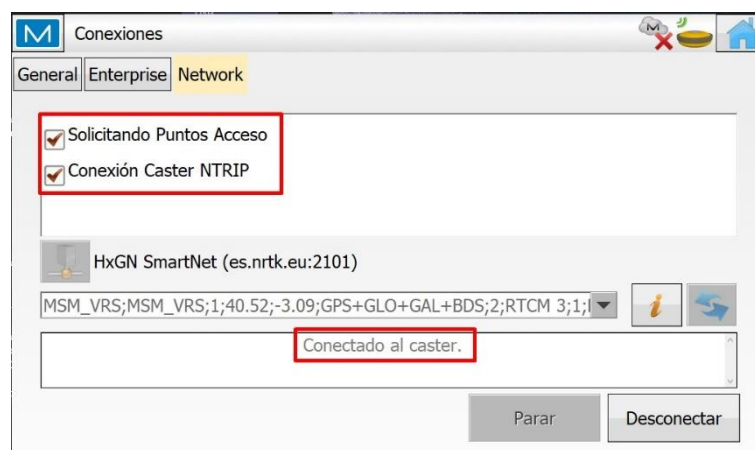 Conexiones
M
General Enterprise Network
Solicitando Puntos Acceso
Conexión Caster NTRIP
HxGN SmartNet (es.nrtk.eu:2101)
MSM_VRS;MSM_VRS;1;40.52;-3.09;GPS+GLO+GAL+BDS;2;RTCM 3;1;
i
Conectado al caster.
Parar Desconectar